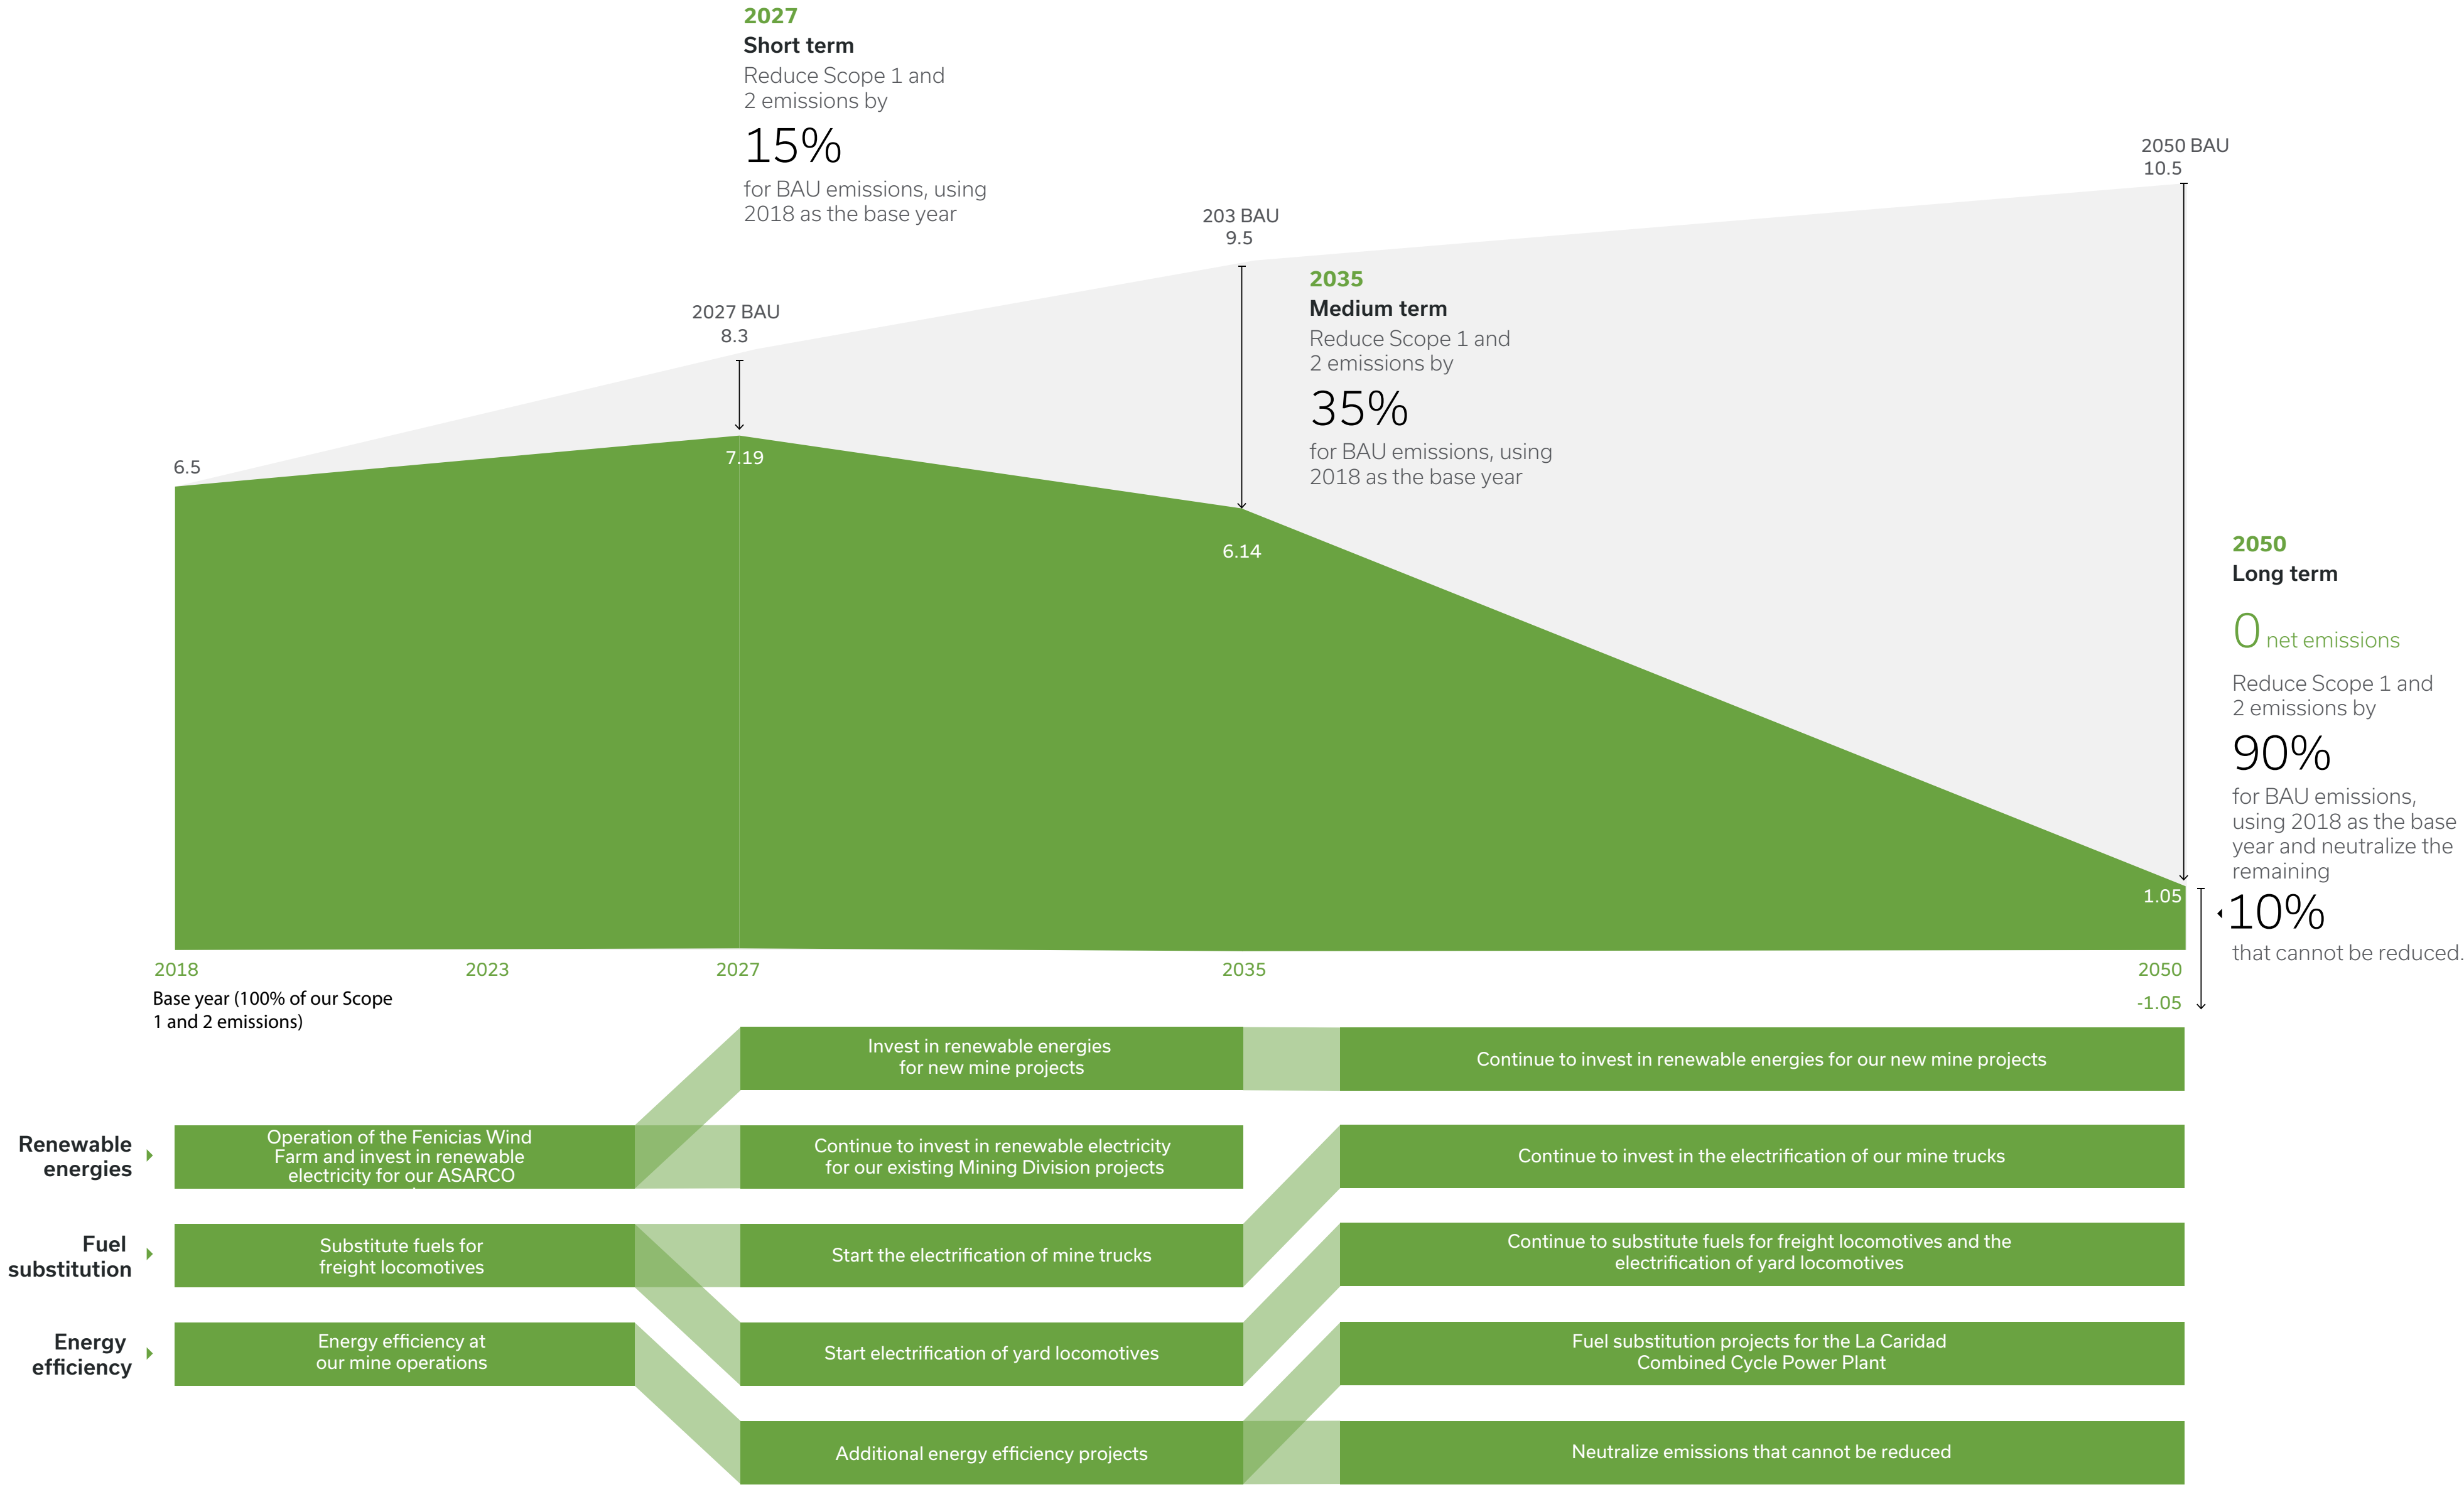 2027
Short term
Reduce Scope 1 and
2 emissions by
15%
for BAU emissions, using
2018 as the base year
2050 BAU
10.5
203 BAU
9.5
2035
Medium term
Reduce Scope 1 and
2 emissions by
35%
for BAU emissions, using
2018 as the base year
2027 BAU
8.3
6.5
7.19
6.14
2050
Long term
0 net emissions
Reduce Scope 1 and
2 emissions by
90%
for BAU emissions,
using 2018 as the base
year and neutralize the
remaining
10%
that cannot be reduced.
1.05
2018
2023
2027
2035
2050
-1.05
Base year (100% of our Scope
1 and 2 emissions)
Invest in renewable energies
for new mine projects
Continue to invest in renewable energies for our new mine projects
Renewable
energies
Operation of the Fenicias Wind
Farm and invest in renewable
electricity for our ASARCO
Continue to invest in renewable electricity
for our existing Mining Division projects
Continue to invest in the electrification of our mine trucks
Fuel
substitution
Substitute fuels for
freight locomotives
Start the electrification of mine trucks
Continue to substitute fuels for freight locomotives and the
electrification of yard locomotives
Energy
efficiency
Energy efficiency at
our mine operations
Start electrification of yard locomotives
Fuel substitution projects for the La Caridad
Combined Cycle Power Plant
Additional energy efficiency projects
Neutralize emissions that cannot be reduced